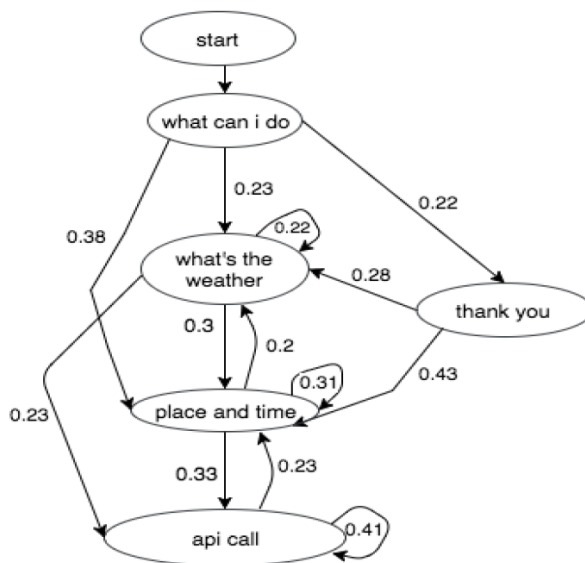 start
what can i do
0.23
0.22
0.38
0.22
what's the
weather
0.28
thank you
0.3
0.2
0.43
0.31
0.23
place and time
0.33
0.23
0.41
api call